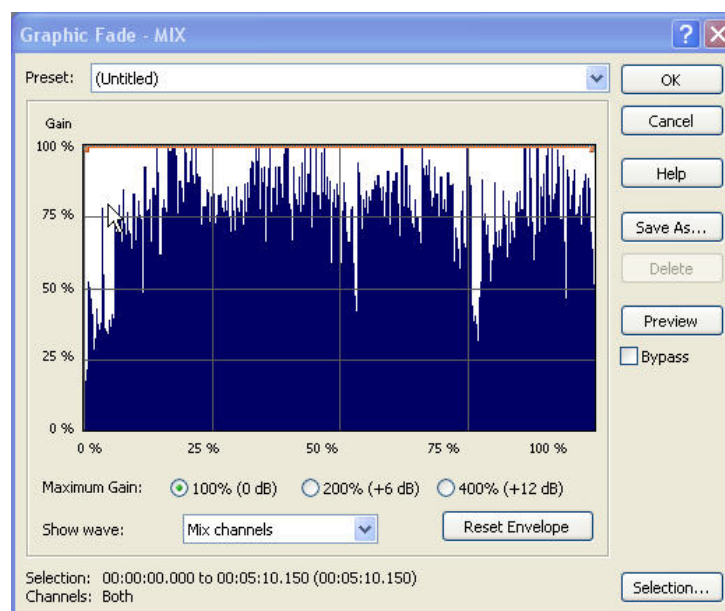 Graphic Fade - MIX
Preset: (Untitled)
OK
Cancel
Help
Save As...
Delete
Preview
Bypass
Gain
100 %
75 %
50 %
25 %
0 %
0 % 25 % 50 % 75 % 100 %
Maximum Gain: 100% (0 dB) 200% (+6 dB) 400% (+12 dB)
Show wave: Mix channels Reset Envelope
Selection: 00:00:00.000 to 00:05:10.150 (00:05:10.150)
Channels: Both
Selection...